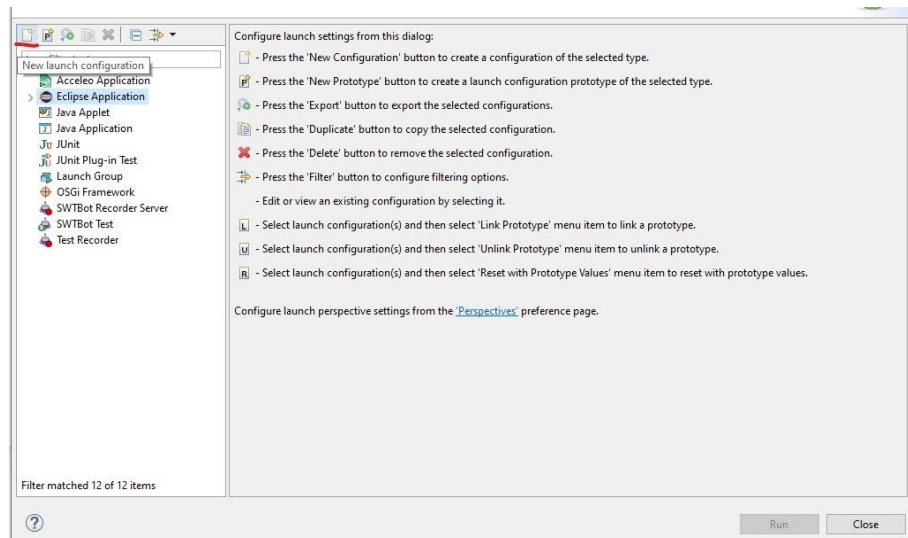 New launch configuration
Acceleo Application
Eclipse Application
Java Applet
Java Application
JUnit
JUnit Plug-in Test
Launch Group
OSGi Framework
SWTBot Recorder Server
SWTBot Test
Test Recorder
Filter matched 12 of 12 items
Configure launch settings from this dialog:
- Press the 'New Configuration' button to create a configuration of the selected type.
- Press the 'New Prototype' button to create a launch configuration prototype of the selected type.
- Press the 'Export' button to export the selected configurations.
- Press the 'Duplicate' button to copy the selected configuration.
- Press the 'Delete' button to remove the selected configuration.
- Press the 'Filter' button to configure filtering options.
- Edit or view an existing configuration by selecting it.
- Select launch configuration(s) and then select 'Link Prototype' menu item to link a prototype.
- Select launch configuration(s) and then select 'Unlink Prototype' menu item to unlink a prototype.
- Select launch configuration(s) and then select 'Reset with Prototype Values' menu item to reset with prototype values.
Configure launch perspective settings from the 'Perspectives' preference page.
Run
Close